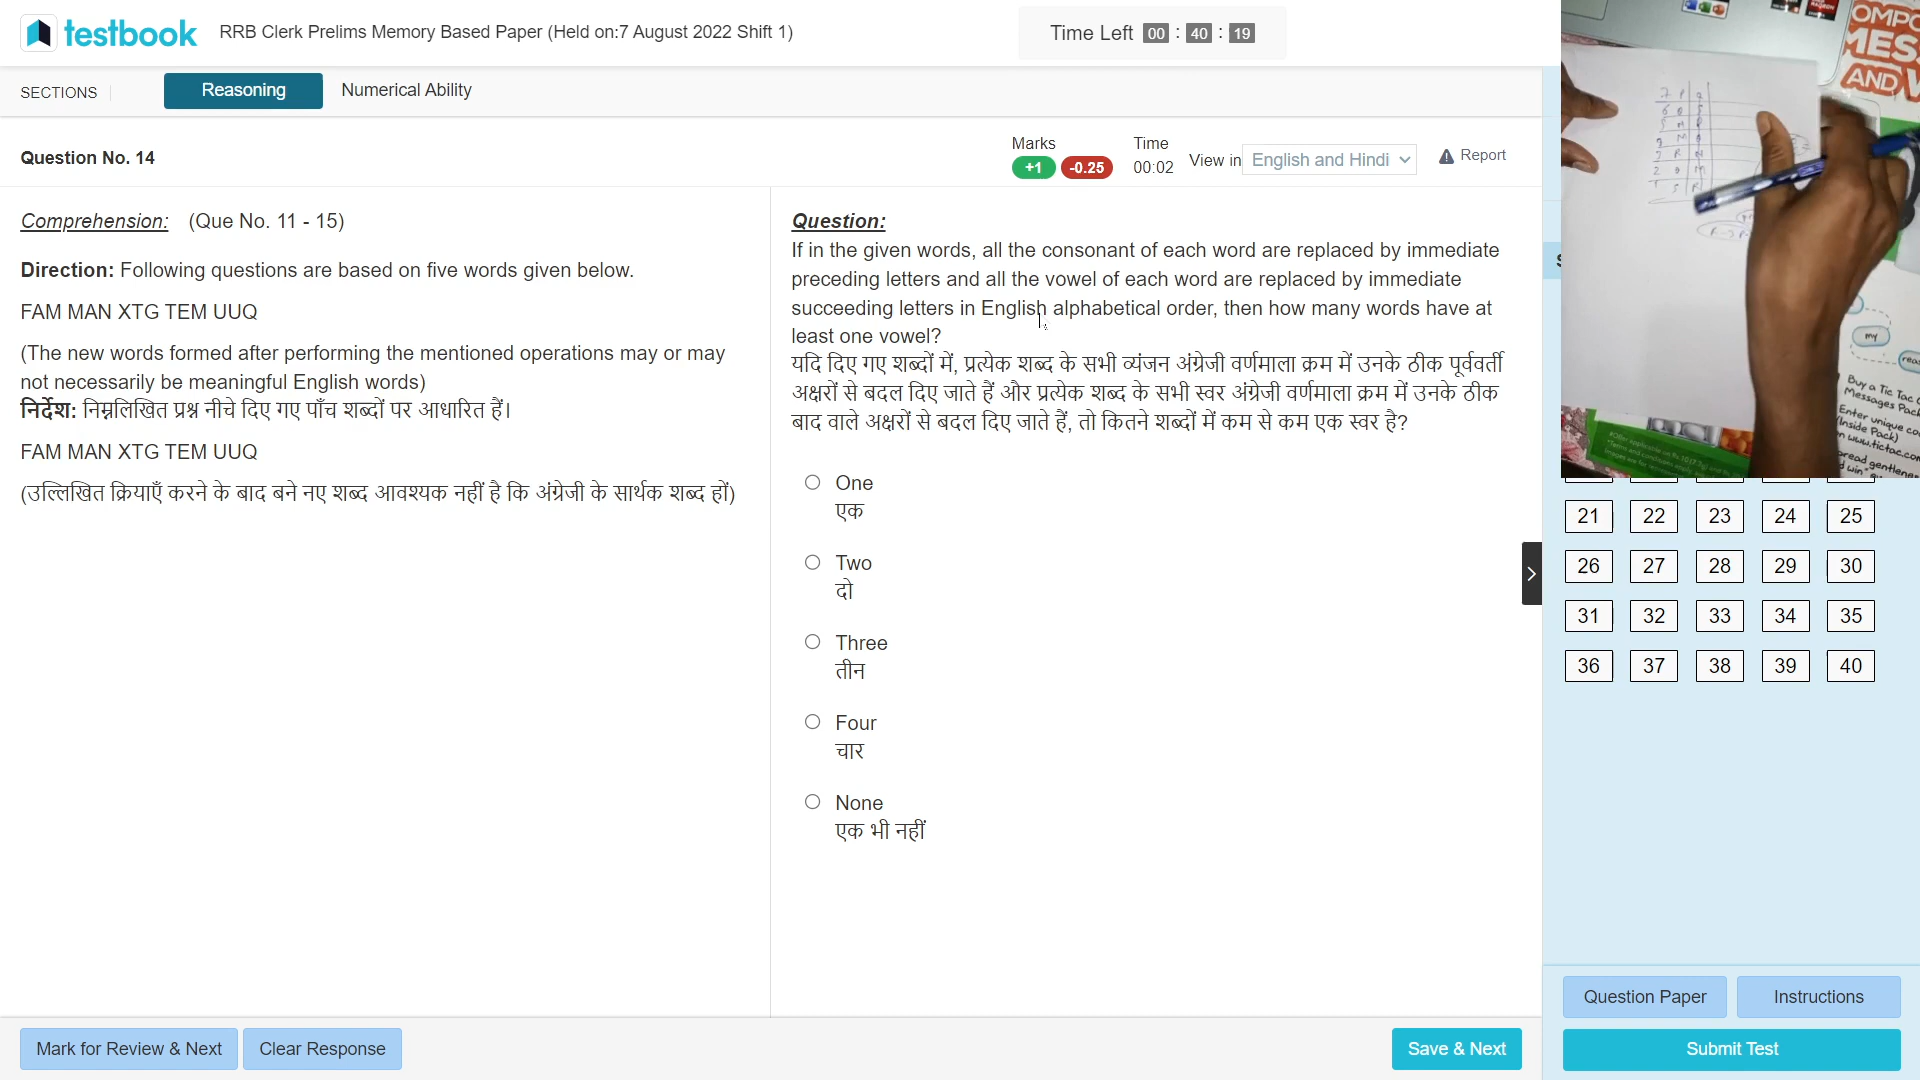 testbook
RRB Clerk Prelims Memory Based Paper (Held on:7 August 2022 Shift 1)
Time Left 00 : 40 : 19
SECTIONS
Reasoning
Numerical Ability
Question No. 14
Marks
+1 -0.25
Time
00:02
View in English and Hindi
Report
Comprehension: (Que No. 11 - 15)
Direction: Following questions are based on five words given below.
FAM MAN XTG TEM UUQ
(The new words formed after performing the mentioned operations may or may
not necessarily be meaningful English words)
निर्देश: निम्नलिखित प्रश्न नीचे दिए गए पाँच शब्दों पर आधारित हैं।
FAM MAN XTG TEM UUQ
(उल्लिखित क्रियाएँ करने के बाद बने नए शब्द आवश्यक नहीं है कि अंग्रेजी के सार्थक शब्द हों)
Question:
If in the given words, all the consonant of each word are replaced by immediate
preceding letters and all the vowel of each word are replaced by immediate
succeeding letters in English alphabetical order, then how many words have at
least one vowel?
यदि दिए गए शब्दों में, प्रत्येक शब्द के सभी व्यंजन अंग्रेजी वर्णमाला क्रम में उनके ठीक पूर्ववर्ती
अक्षरों से बदल दिए जाते हैं और प्रत्येक शब्द के सभी स्वर अंग्रेजी वर्णमाला क्रम में उनके ठीक
बाद वाले अक्षरों से बदल दिए जाते हैं, तो कितने शब्दों में कम से कम एक स्वर है?
One
एक
Two
दो
Three
तीन
Four
चार
None
एक भी नहीं
MES
AND
my
Buy a Tic Tac
Enter unique
(Inside Pack)
21 22 23 24 25
26 27 28 29 30
31 32 33 34 35
36 37 38 39 40
Question Paper
Instructions
Mark for Review & Next
Clear Response
Save & Next
Submit Test